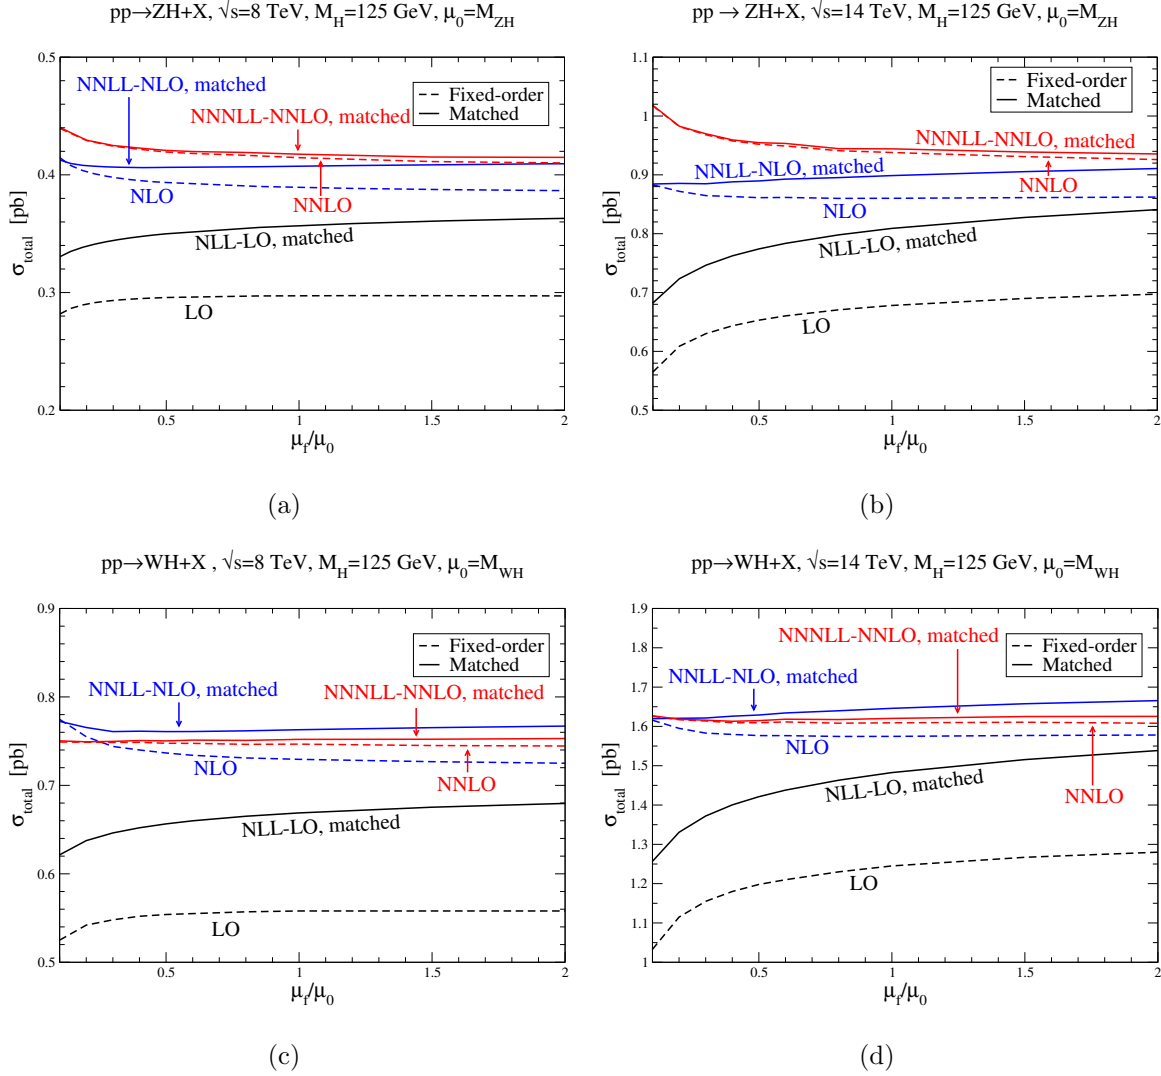 pp→ZH+X, √s=8 TeV, M_H=125 GeV, μ_0=M_ZH
0.5
0.4
0.3
0.2
σ_total [pb]
NNLL-NLO, matched
NNNLL-NNLO, matched
Fixed-order
Matched
NLO
NNLO
NLL-LO, matched
LO
0.5
1
1.5
2
μ_f/μ_0
(a)
pp → ZH+X, √s=14 TeV, M_H=125 GeV, μ_0=M_ZH
1.1
1
0.9
0.8
0.7
0.6
0.5
σ_total [pb]
Fixed-order
Matched
NNNLL-NNLO, matched
NNLL-NLO, matched
NNLO
NLO
NLL-LO, matched
LO
0.5
1
1.5
2
μ_f/μ_0
(b)
pp→WH+X , √s=8 TeV, M_H=125 GeV, μ_0=M_WH
0.9
0.8
0.7
0.6
0.5
σ_total [pb]
Fixed-order
Matched
NNLL-NLO, matched
NNNLL-NNLO, matched
NLO
NNLO
NLL-LO, matched
LO
0.5
1
1.5
2
μ_f/μ_0
(c)
pp→WH+X, √s=14 TeV, M_H=125 GeV, μ_0=M_WH
1.9
1.8
1.7
1.6
1.5
1.4
1.3
1.2
1.1
1
σ_total [pb]
NNNLL-NNLO, matched
Fixed-order
Matched
NNLL-NLO, matched
NLO
NNLO
NLL-LO, matched
LO
0.5
1
1.5
2
μ_f/μ_0
(d)